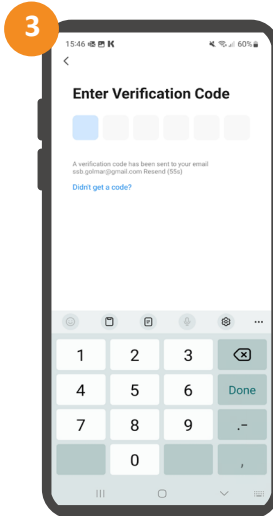 3
15:46 K 60%
Enter Verification Code
A verification code has been sent to your email
ssb.golmar@gmail.com Resend (55s)
Didn't get a code?
1 2 3
4 5 6 Done
7 8 9 .-
0 ,